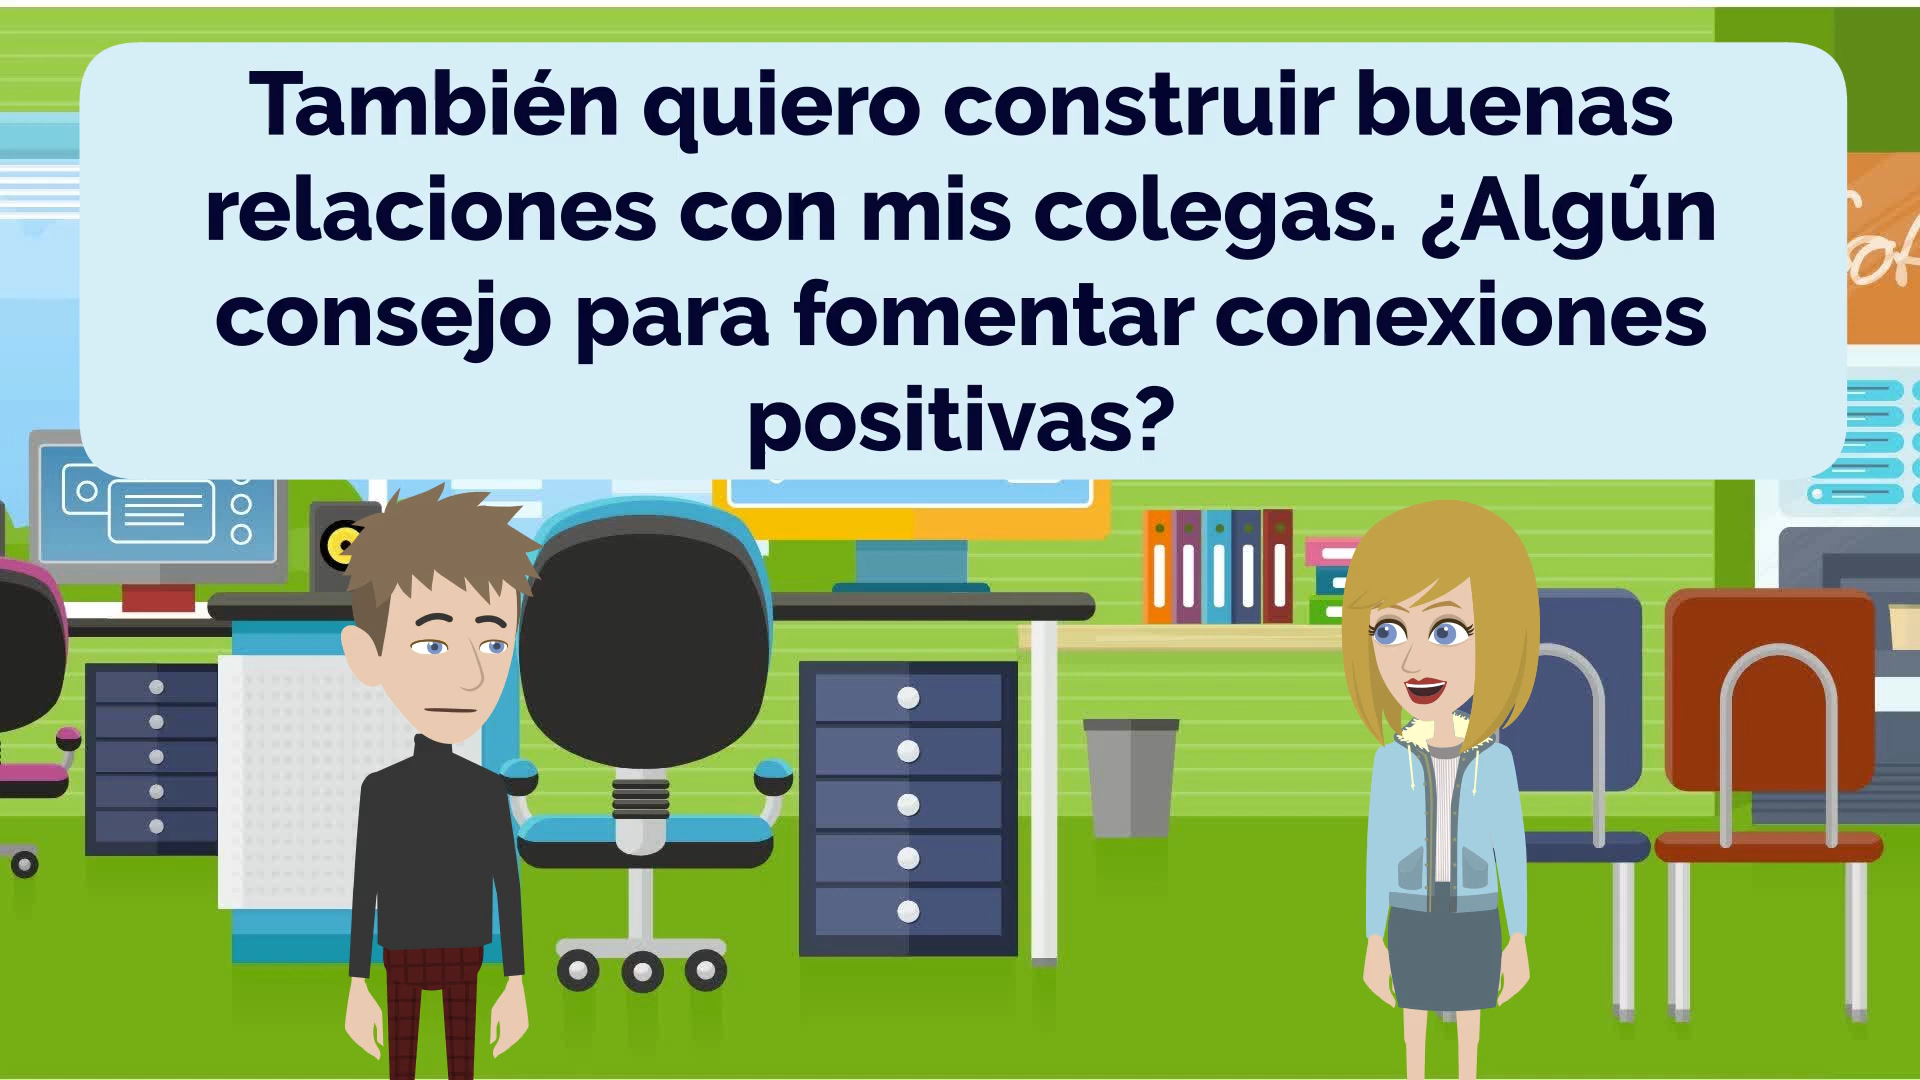 También quiero construir buenas
relaciones con mis colegas. ¿Algún
consejo para fomentar conexiones
positivas?